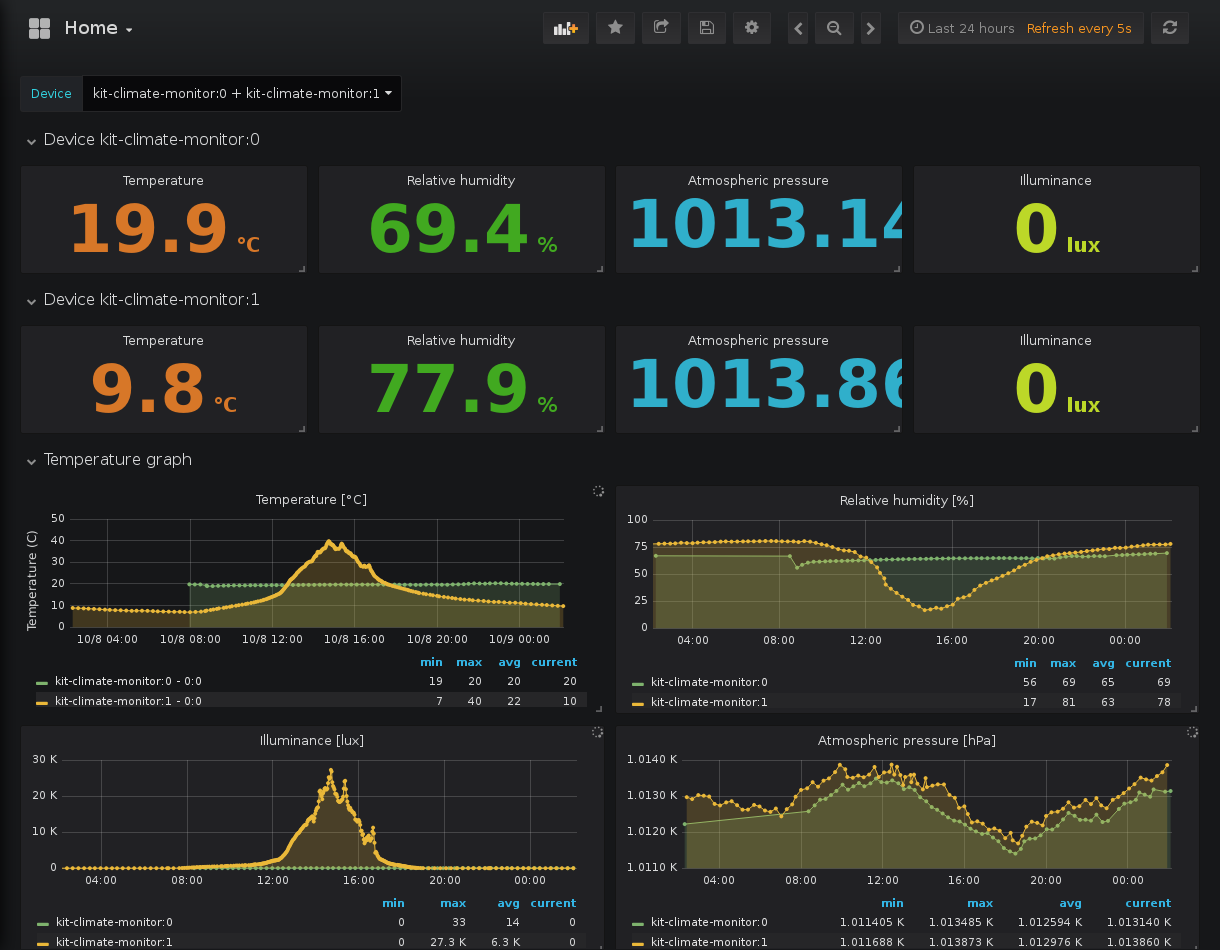 Home
Last 24 hours Refresh every 5s
Device kit-climate-monitor:0 + kit-climate-monitor:1
Device kit-climate-monitor:0
Temperature
19.9 °C
Relative humidity
69.4 %
Atmospheric pressure
1013.14
Illuminance
0 lux
Device kit-climate-monitor:1
Temperature
9.8 °C
Relative humidity
77.9 %
Atmospheric pressure
1013.86
Illuminance
0 lux
Temperature graph
Temperature [°C]
Temperature (C)
50
40
30
20
10
0
10/8 04:00 10/8 08:00 10/8 12:00 10/8 16:00 10/8 20:00 10/9 00:00
min max avg current
kit-climate-monitor:0 - 0:0 19 20 20 20
kit-climate-monitor:1 - 0:0 7 40 22 10
Relative humidity [%]
100
75
50
25
0
04:00 08:00 12:00 16:00 20:00 00:00
min max avg current
kit-climate-monitor:0 56 69 65 69
kit-climate-monitor:1 17 81 63 78
Illuminance [lux]
30 K
20 K
10 K
0
04:00 08:00 12:00 16:00 20:00 00:00
min max avg current
kit-climate-monitor:0 0 33 14 0
kit-climate-monitor:1 0 27.3 K 6.3 K 0
Atmospheric pressure [hPa]
1.0140 K
1.0130 K
1.0120 K
1.0110 K
04:00 08:00 12:00 16:00 20:00 00:00
min max avg current
kit-climate-monitor:0 1.011405 K 1.013485 K 1.012594 K 1.013140 K
kit-climate-monitor:1 1.011688 K 1.013873 K 1.012976 K 1.013860 K